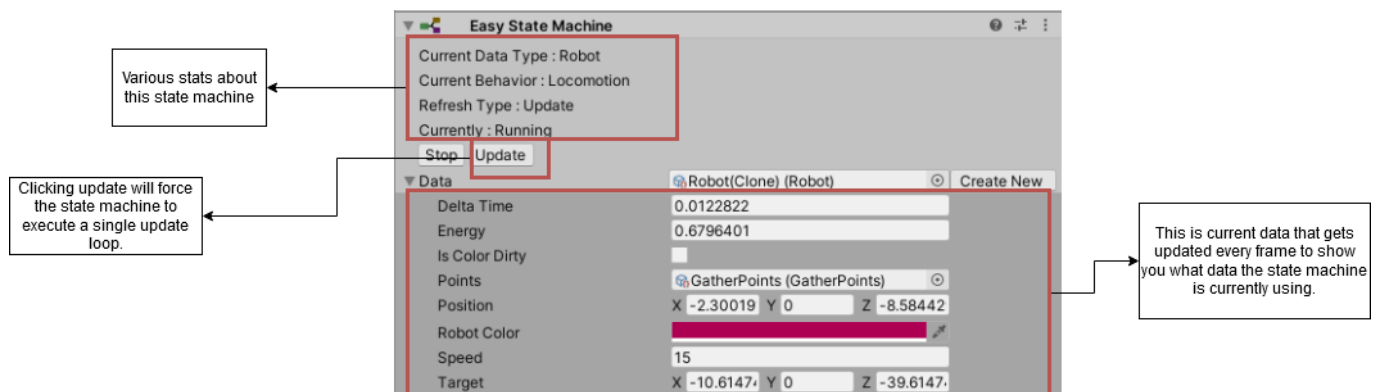 Easy State Machine
Various stats about
this state machine
Current Data Type : Robot
Current Behavior : Locomotion
Refresh Type : Update
Currently : Running
Stop Update
Clicking update will force
the state machine to
execute a single update
loop.
Data Robot(Clone) (Robot) Create New
Delta Time 0.0122822
Energy 0.6796401
Is Color Dirty
Points GatherPoints (GatherPoints)
Position X -2.30019 Y 0 Z -8.58442
Robot Color
Speed 15
Target X -10.6147 Y 0 Z -39.6147
This is current data that gets
updated every frame to show
you what data the state machine
is currently using.